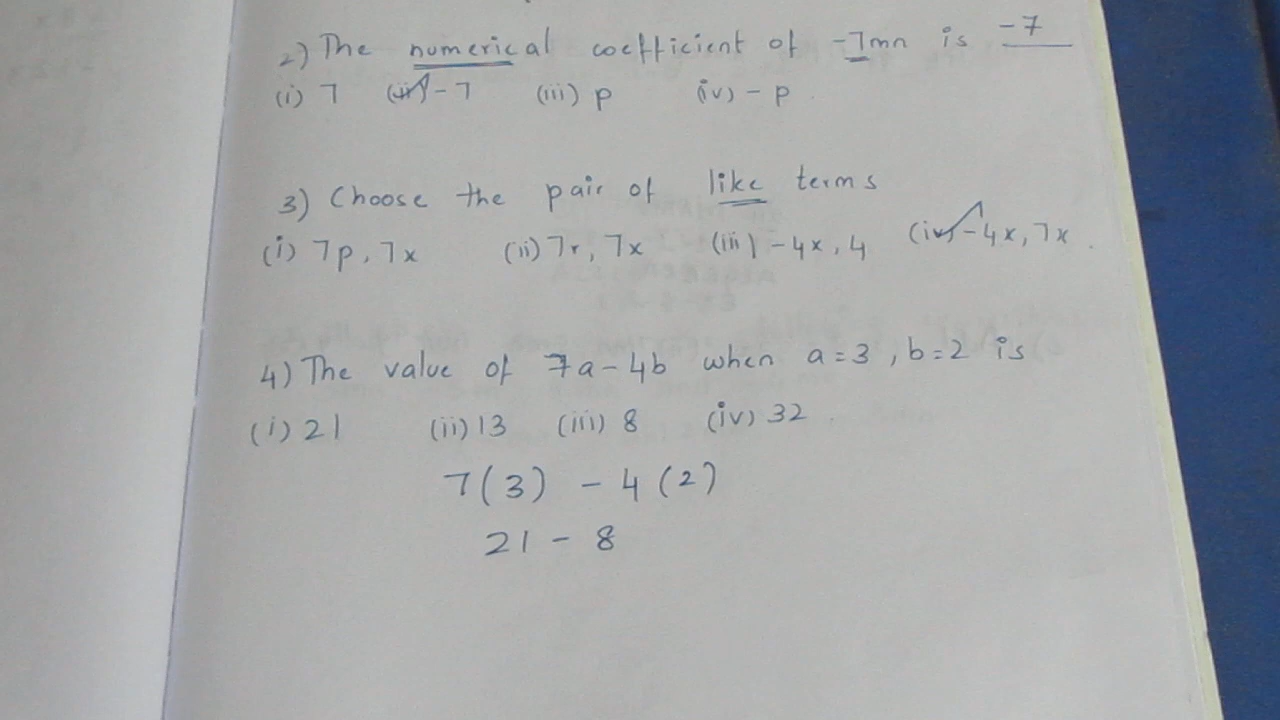 2) The numerical coefficient of -7mn is -7
(i) 7 (ii) -7 (iii) p (iv) - p
3) Choose the pair of like terms
(i) 7p, 7x (ii) 7r, 7x (iii) -4x, 4 (iv) -4x, 7x.
4) The value of 7a-4b when a=3, b=2 is
(i) 21 (ii) 13 (iii) 8 (iv) 32.
7(3) - 4(2)
21 - 8